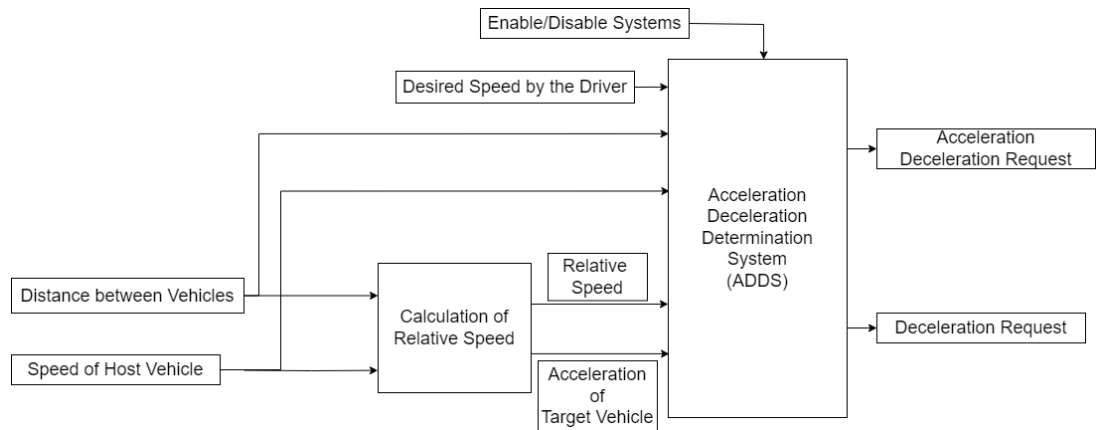 Enable/Disable Systems
Desired Speed by the Driver
Acceleration
Deceleration Request
Acceleration
Deceleration
Determination
System
(ADDS)
Relative
Speed
Distance between Vehicles
Calculation of
Relative Speed
Deceleration Request
Speed of Host Vehicle
Acceleration
of
Target Vehicle